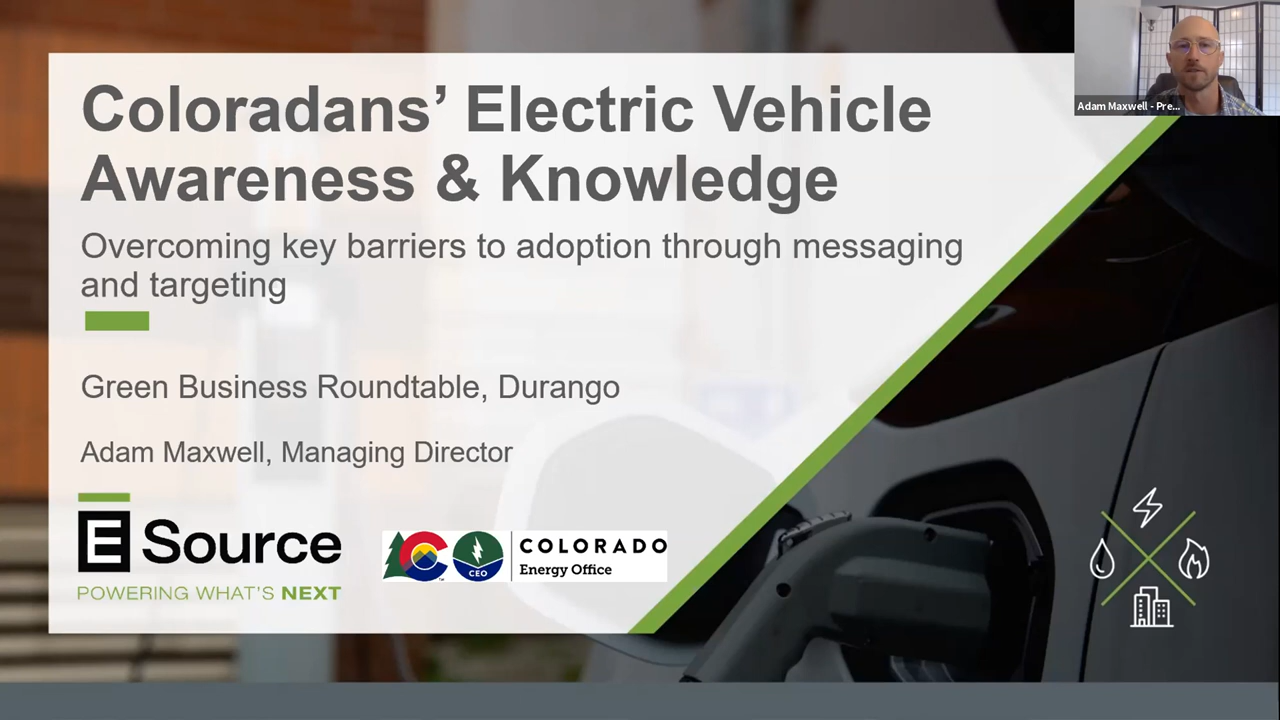 Coloradans’ Electric Vehicle
Awareness & Knowledge
Overcoming key barriers to adoption through messaging
and targeting
Green Business Roundtable, Durango
Adam Maxwell, Managing Director
E Source
POWERING WHAT’S NEXT
CEO
COLORADO
Energy Office
Adam Maxwell - Pre...